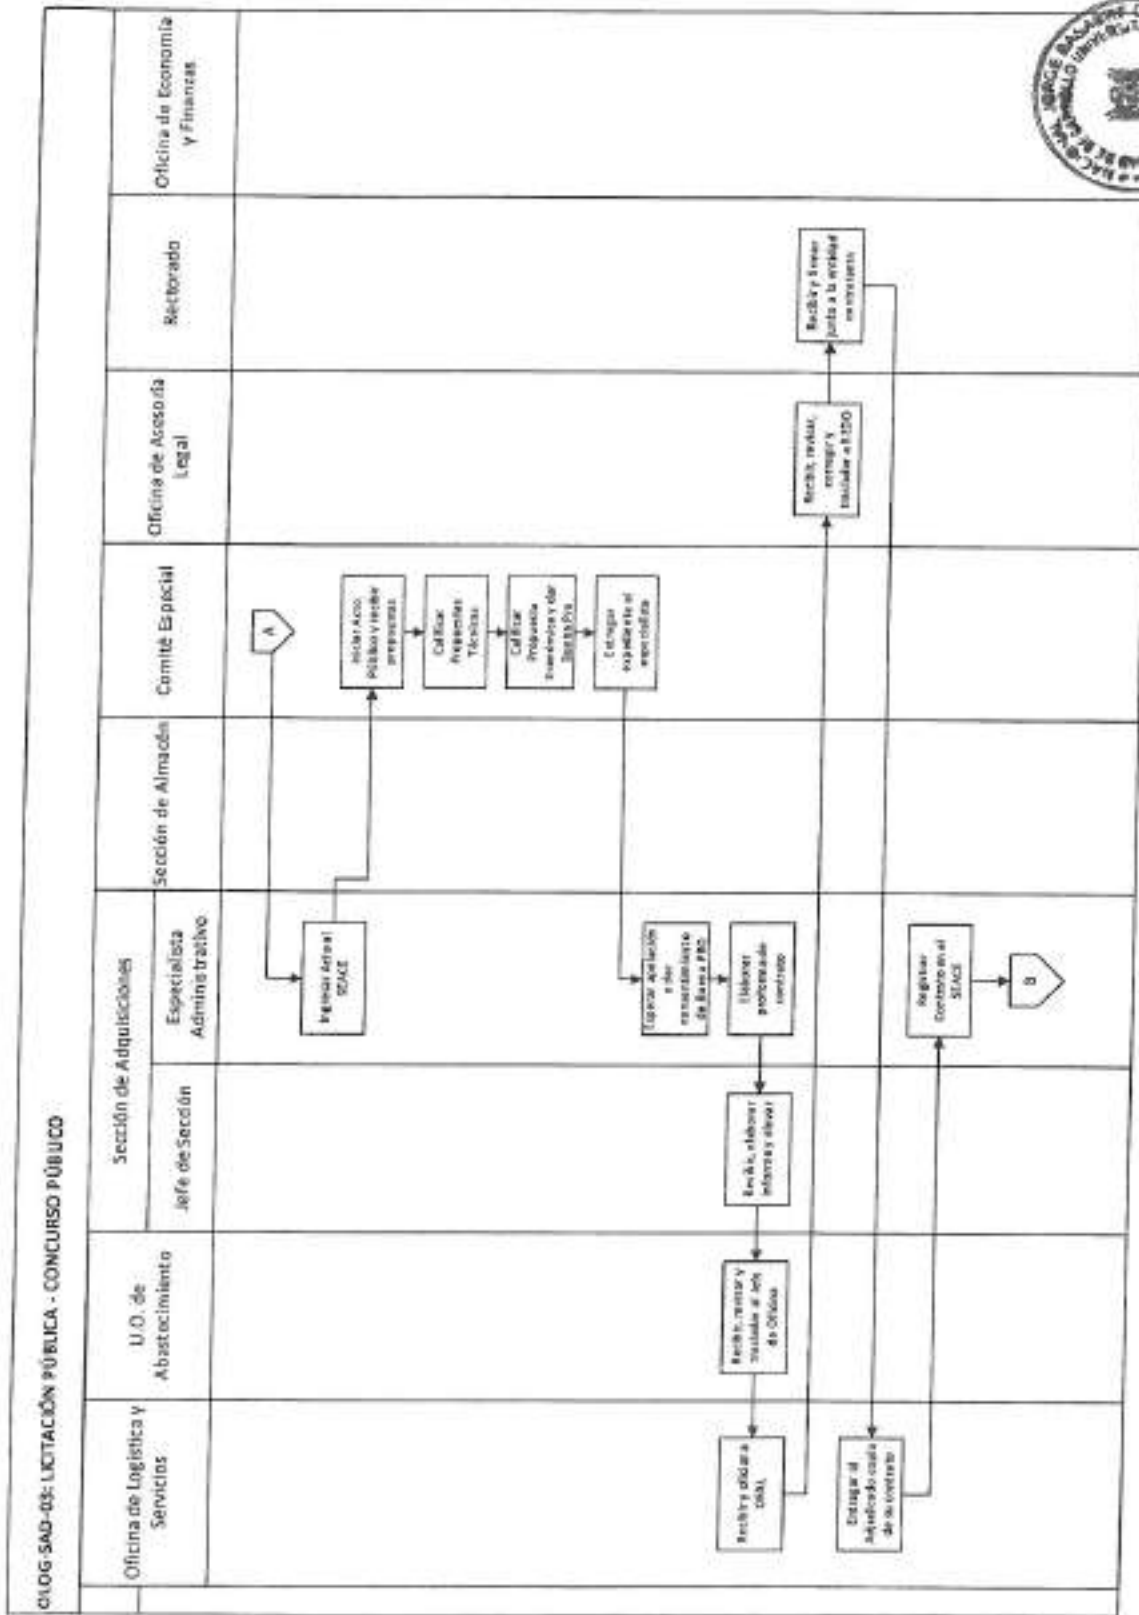 OLOG-SAD-03: LICITACIÓN PÚBLICA - CONCURSO PÚBLICO
Oficina de Logística y
Servicios
U.O. de
Abastecimiento
Sección de Adquisiciones
Jefe de Sección
Especialista
Administrativo
Sección de Almacén
Comité Especial
Oficina de Asesoría
Legal
Rectorado
Oficina de Economía
y Finanzas
A
Ingresar Acta al
SEACE
Iniciar Acto
Público y recibir
propuestas
Calificar
Propuestas
Técnicas
Calificar
Propuesta
Económica y dar
Buena Pro
Entregar
expediente al
especialista
Esperar apelación
o dar
consentimiento
de Buena PRO
Elaborar
proforma de
contrato
Recibir, elaborar
informe y elevar
Recibir, revisar y
trasladar al Jefe
de Oficina
Recibir y
Recibir, revisar,
corregir y
trasladar a
Recibir y firmar
junto a la entidad
contratante
Entregar al
Adjudicado copia
de su contrato
Registrar
Contrato en el
SEACE
B
JORGE BASADRE